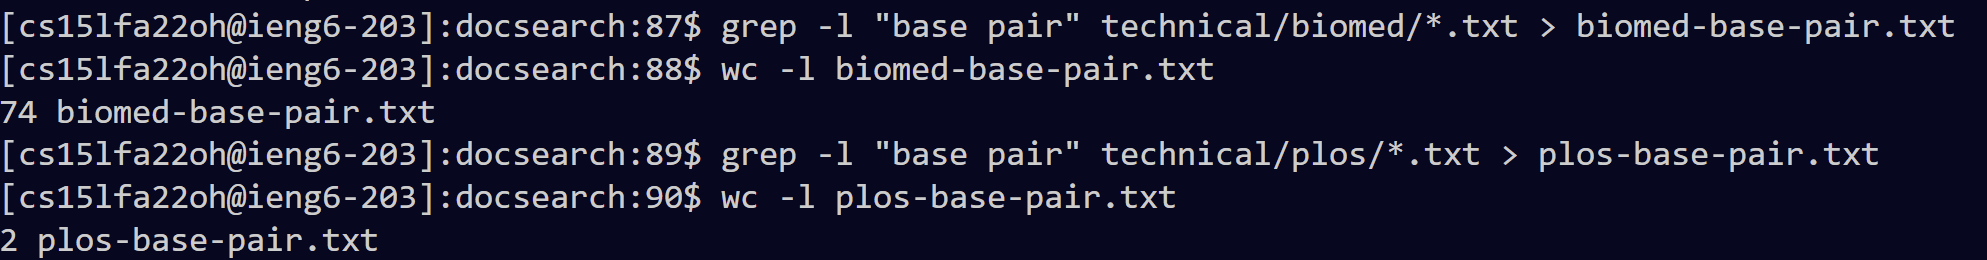 [cs15lfa22oh@ieng6-203]:docsearch:87$ grep -l "base pair" technical/biomed/*.txt > biomed-base-pair.txt
[cs15lfa22oh@ieng6-203]:docsearch:88$ wc -l biomed-base-pair.txt
74 biomed-base-pair.txt
[cs15lfa22oh@ieng6-203]:docsearch:89$ grep -l "base pair" technical/plos/*.txt > plos-base-pair.txt
[cs15lfa22oh@ieng6-203]:docsearch:90$ wc -l plos-base-pair.txt
2 plos-base-pair.txt